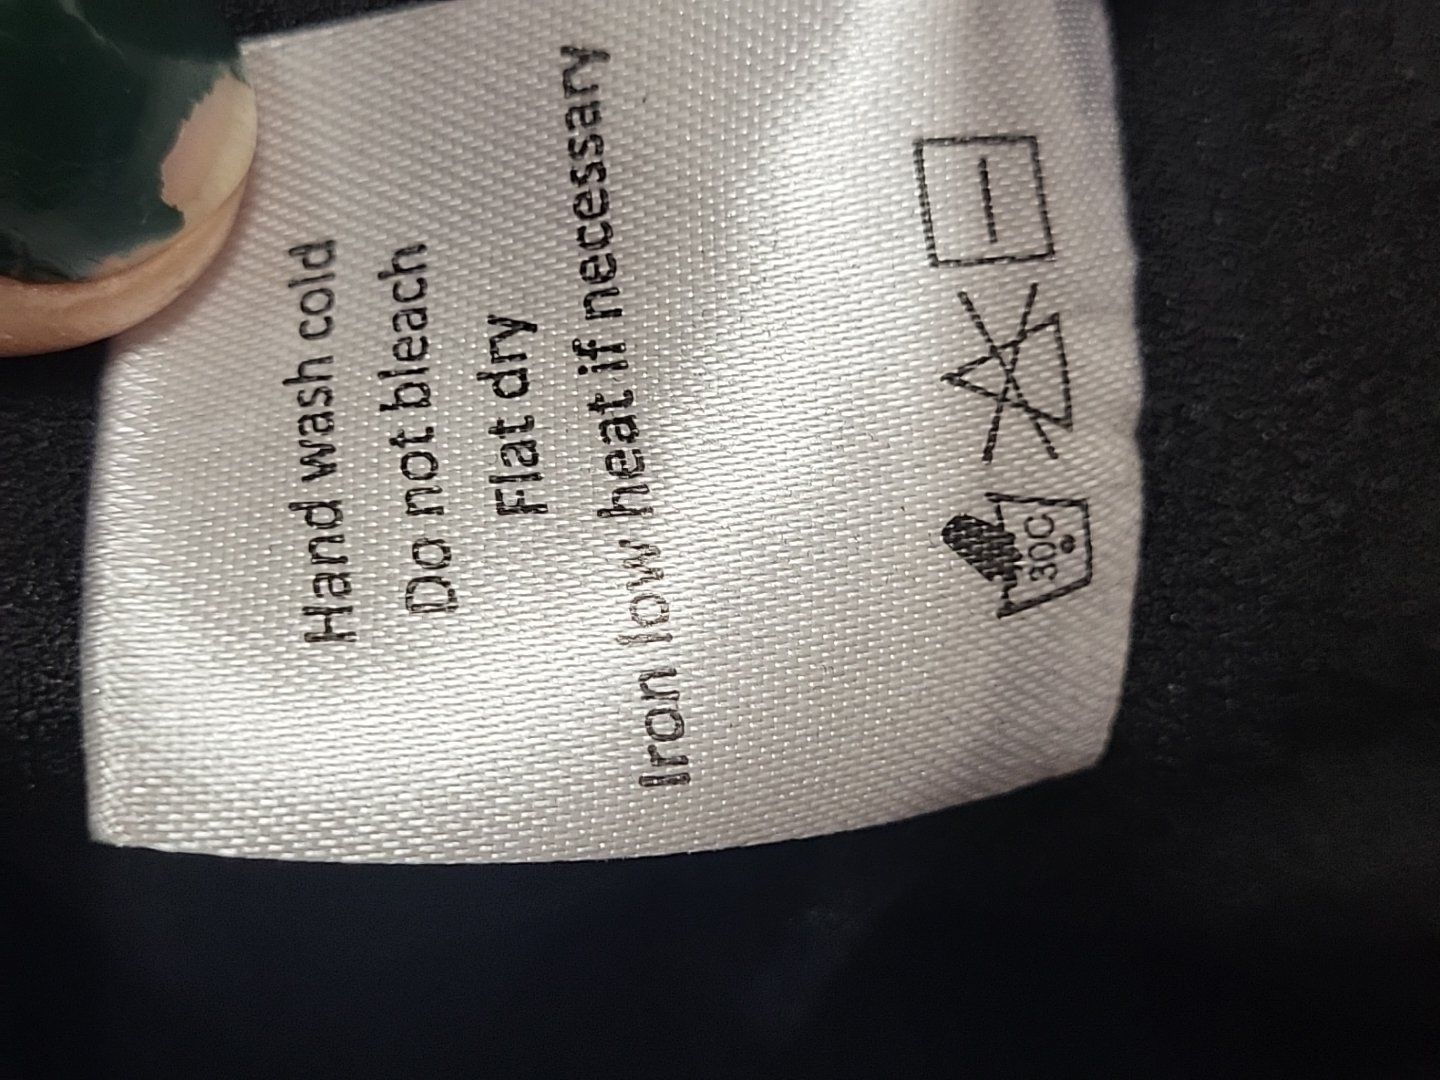 Hand wash cold
Do not bleach
Flat dry
Iron low heat if necessary
30C